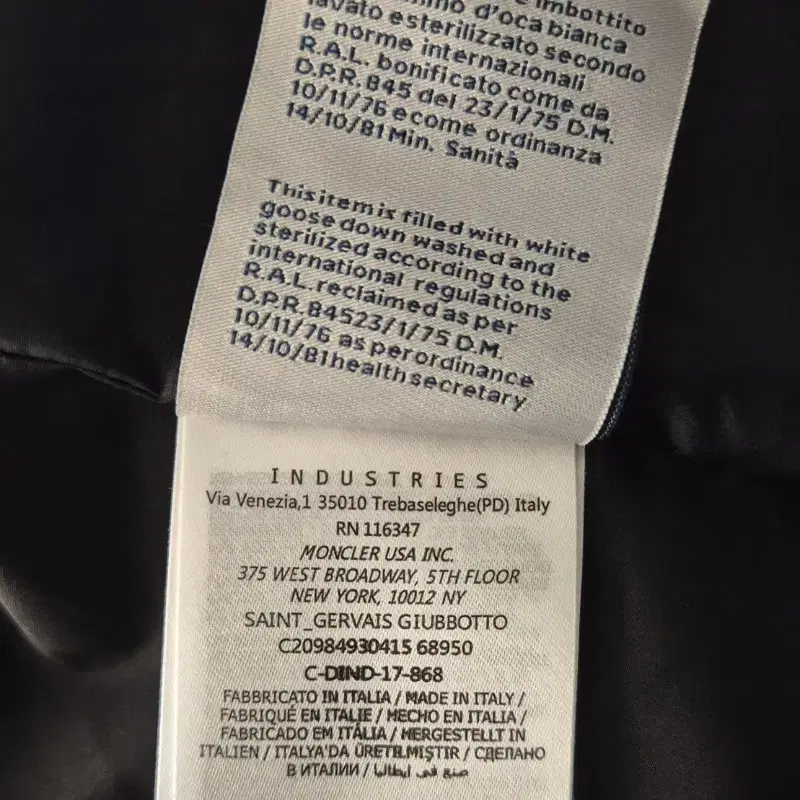 imbottito
d'oca bianca
lavato esterilizzato secondo
le norme internazionali
R.A.L. bonificato come da
D.P.R. 845 del 23/1/75 D.M.
10/11/76 e come ordinanza
14/10/81 Min. Sanità
This item is filled with white
goose down washed and
sterilized according to the
international regulations
R.A.L. reclaimed as per
D.P.R. 84523/1/75 D.M.
10/11/76 as per ordinance
14/10/81 health secretary
INDUSTRIES
Via Venezia,1 35010 Trebaseleghe(PD) Italy
RN 116347
MONCLER USA INC.
375 WEST BROADWAY, 5TH FLOOR
NEW YORK, 10012 NY
SAINT_GERVAIS GIUBBOTTO
C20984930415 68950
C-DIND-17-868
FABBRICATO IN ITALIA / MADE IN ITALY /
FABRIQUÉ EN ITALIE / HECHO EN ITALIA /
FABRICADO EM ITÁLIA / HERGESTELLT IN
ITALIEN / ITALYA'DA ÜRETILMIŞTIR / СДЕЛАНО
В ИТАЛИИ / صنع في ايطاليا